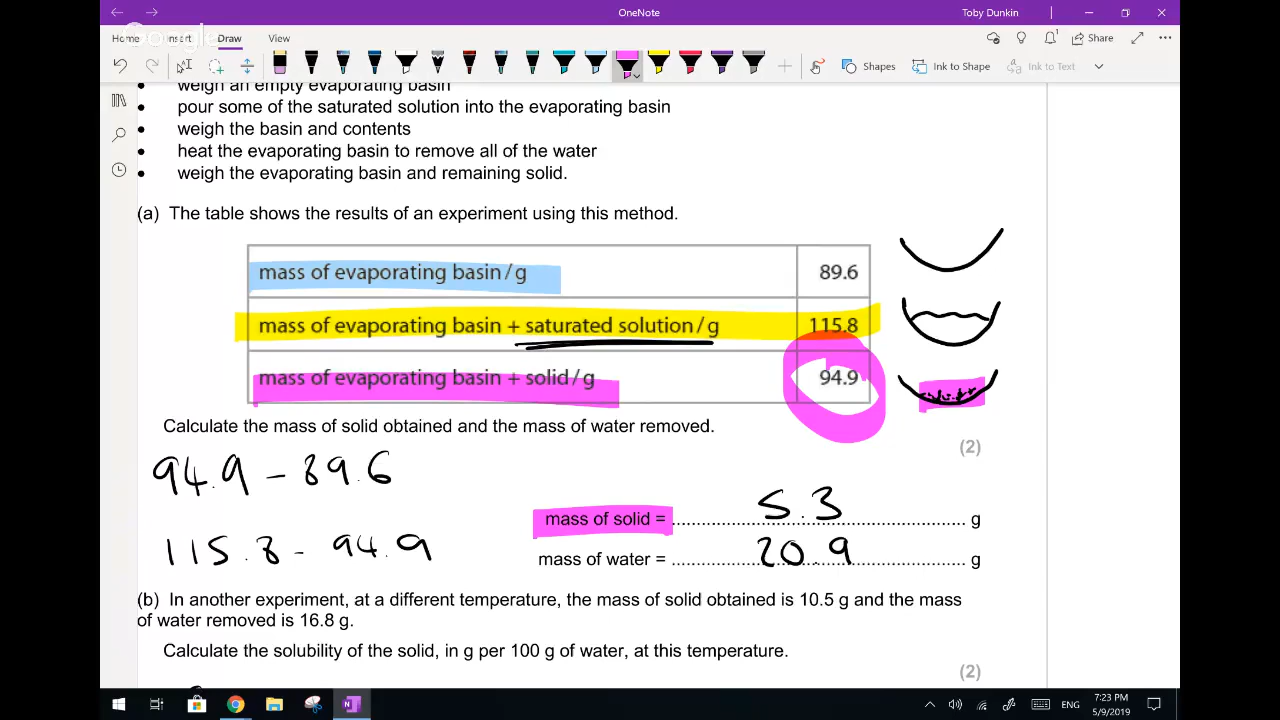 OneNote
Toby Dunkin
Google
Home Insert Draw View
Share
Shapes
Ink to Shape
Ink to Text
weigh an empty evaporating basin
• pour some of the saturated solution into the evaporating basin
• weigh the basin and contents
• heat the evaporating basin to remove all of the water
• weigh the evaporating basin and remaining solid.
(a) The table shows the results of an experiment using this method.
mass of evaporating basin/g 89.6
mass of evaporating basin + saturated solution/g 115.8
mass of evaporating basin + solid/g 94.9
Calculate the mass of solid obtained and the mass of water removed.
(2)
94.9 - 89.6
mass of solid = 5.3 g
115.8 - 94.9
mass of water = 20.9 g
(b) In another experiment, at a different temperature, the mass of solid obtained is 10.5 g and the mass
of water removed is 16.8 g.
Calculate the solubility of the solid, in g per 100 g of water, at this temperature.
(2)
ENG
7:23 PM
5/9/2019